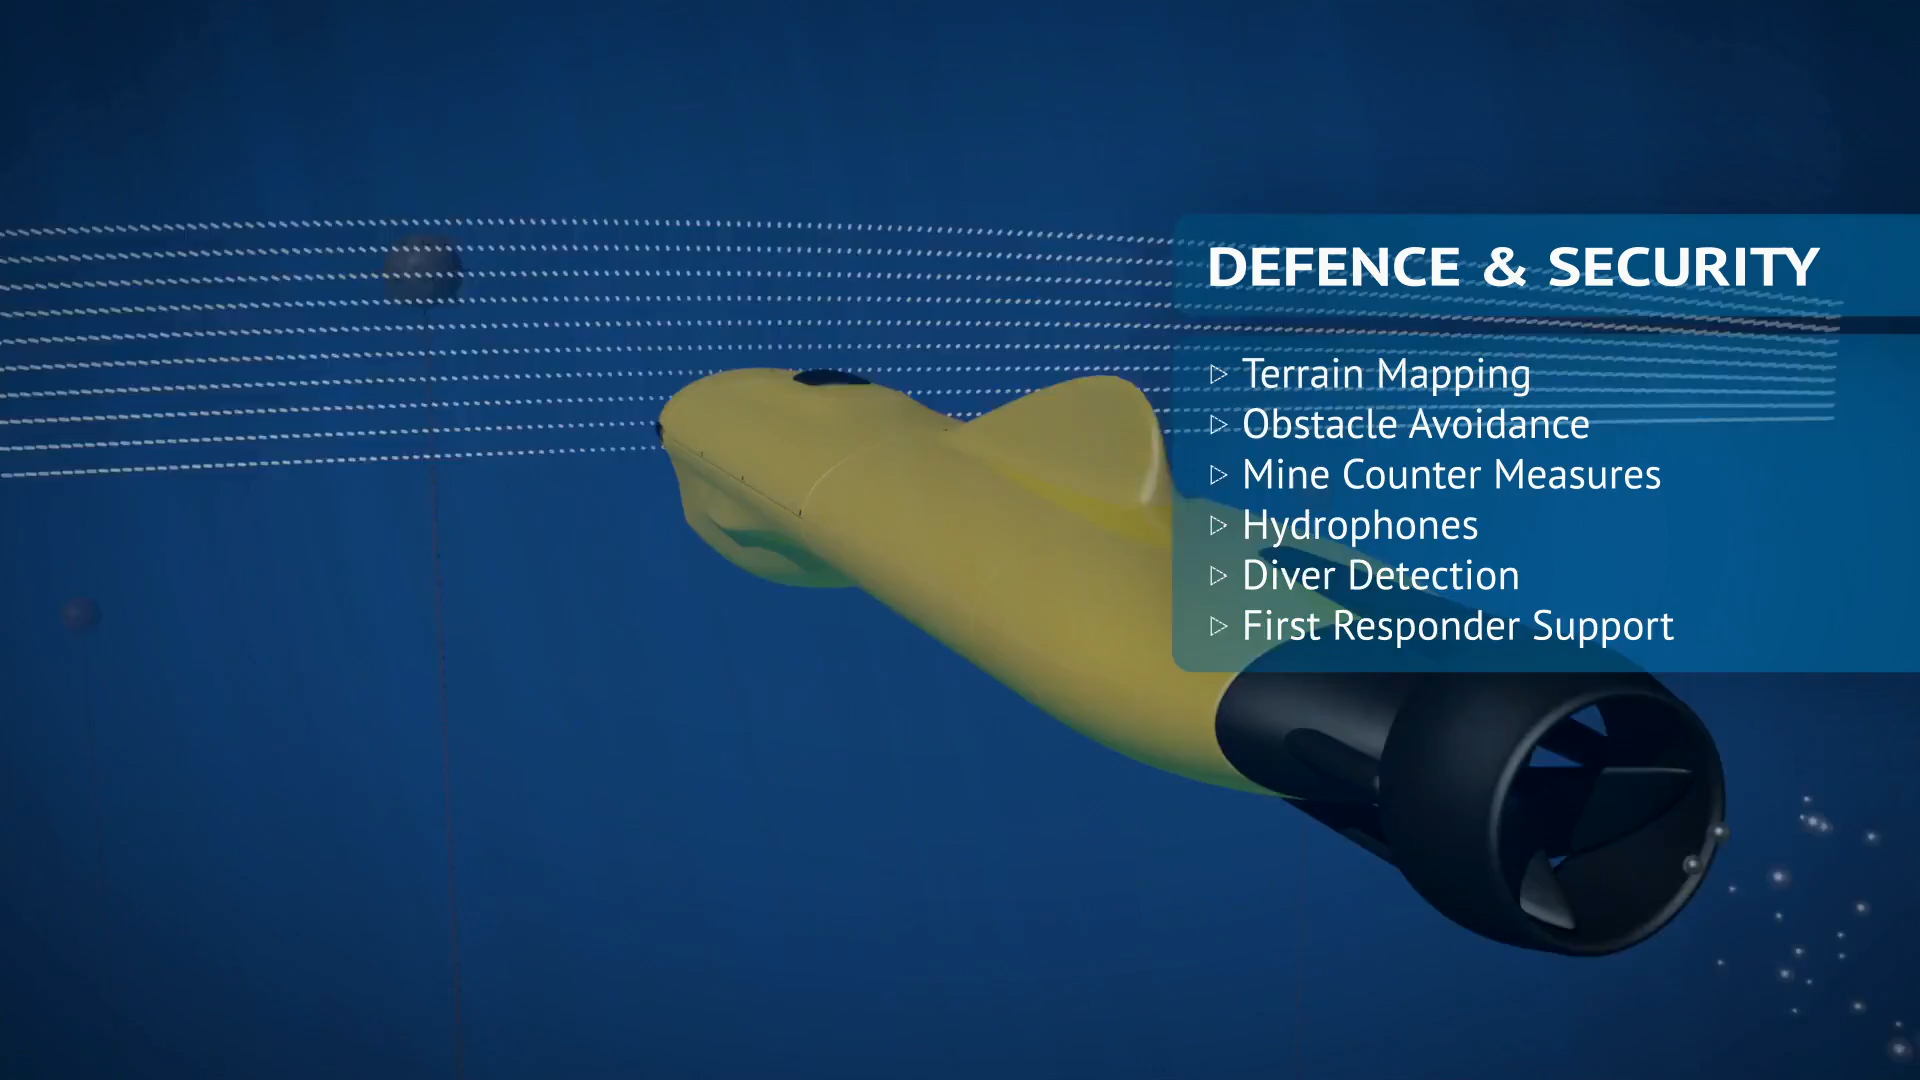 DEFENCE & SECURITY
Terrain Mapping
Obstacle Avoidance
Mine Counter Measures
Hydrophones
Diver Detection
First Responder Support